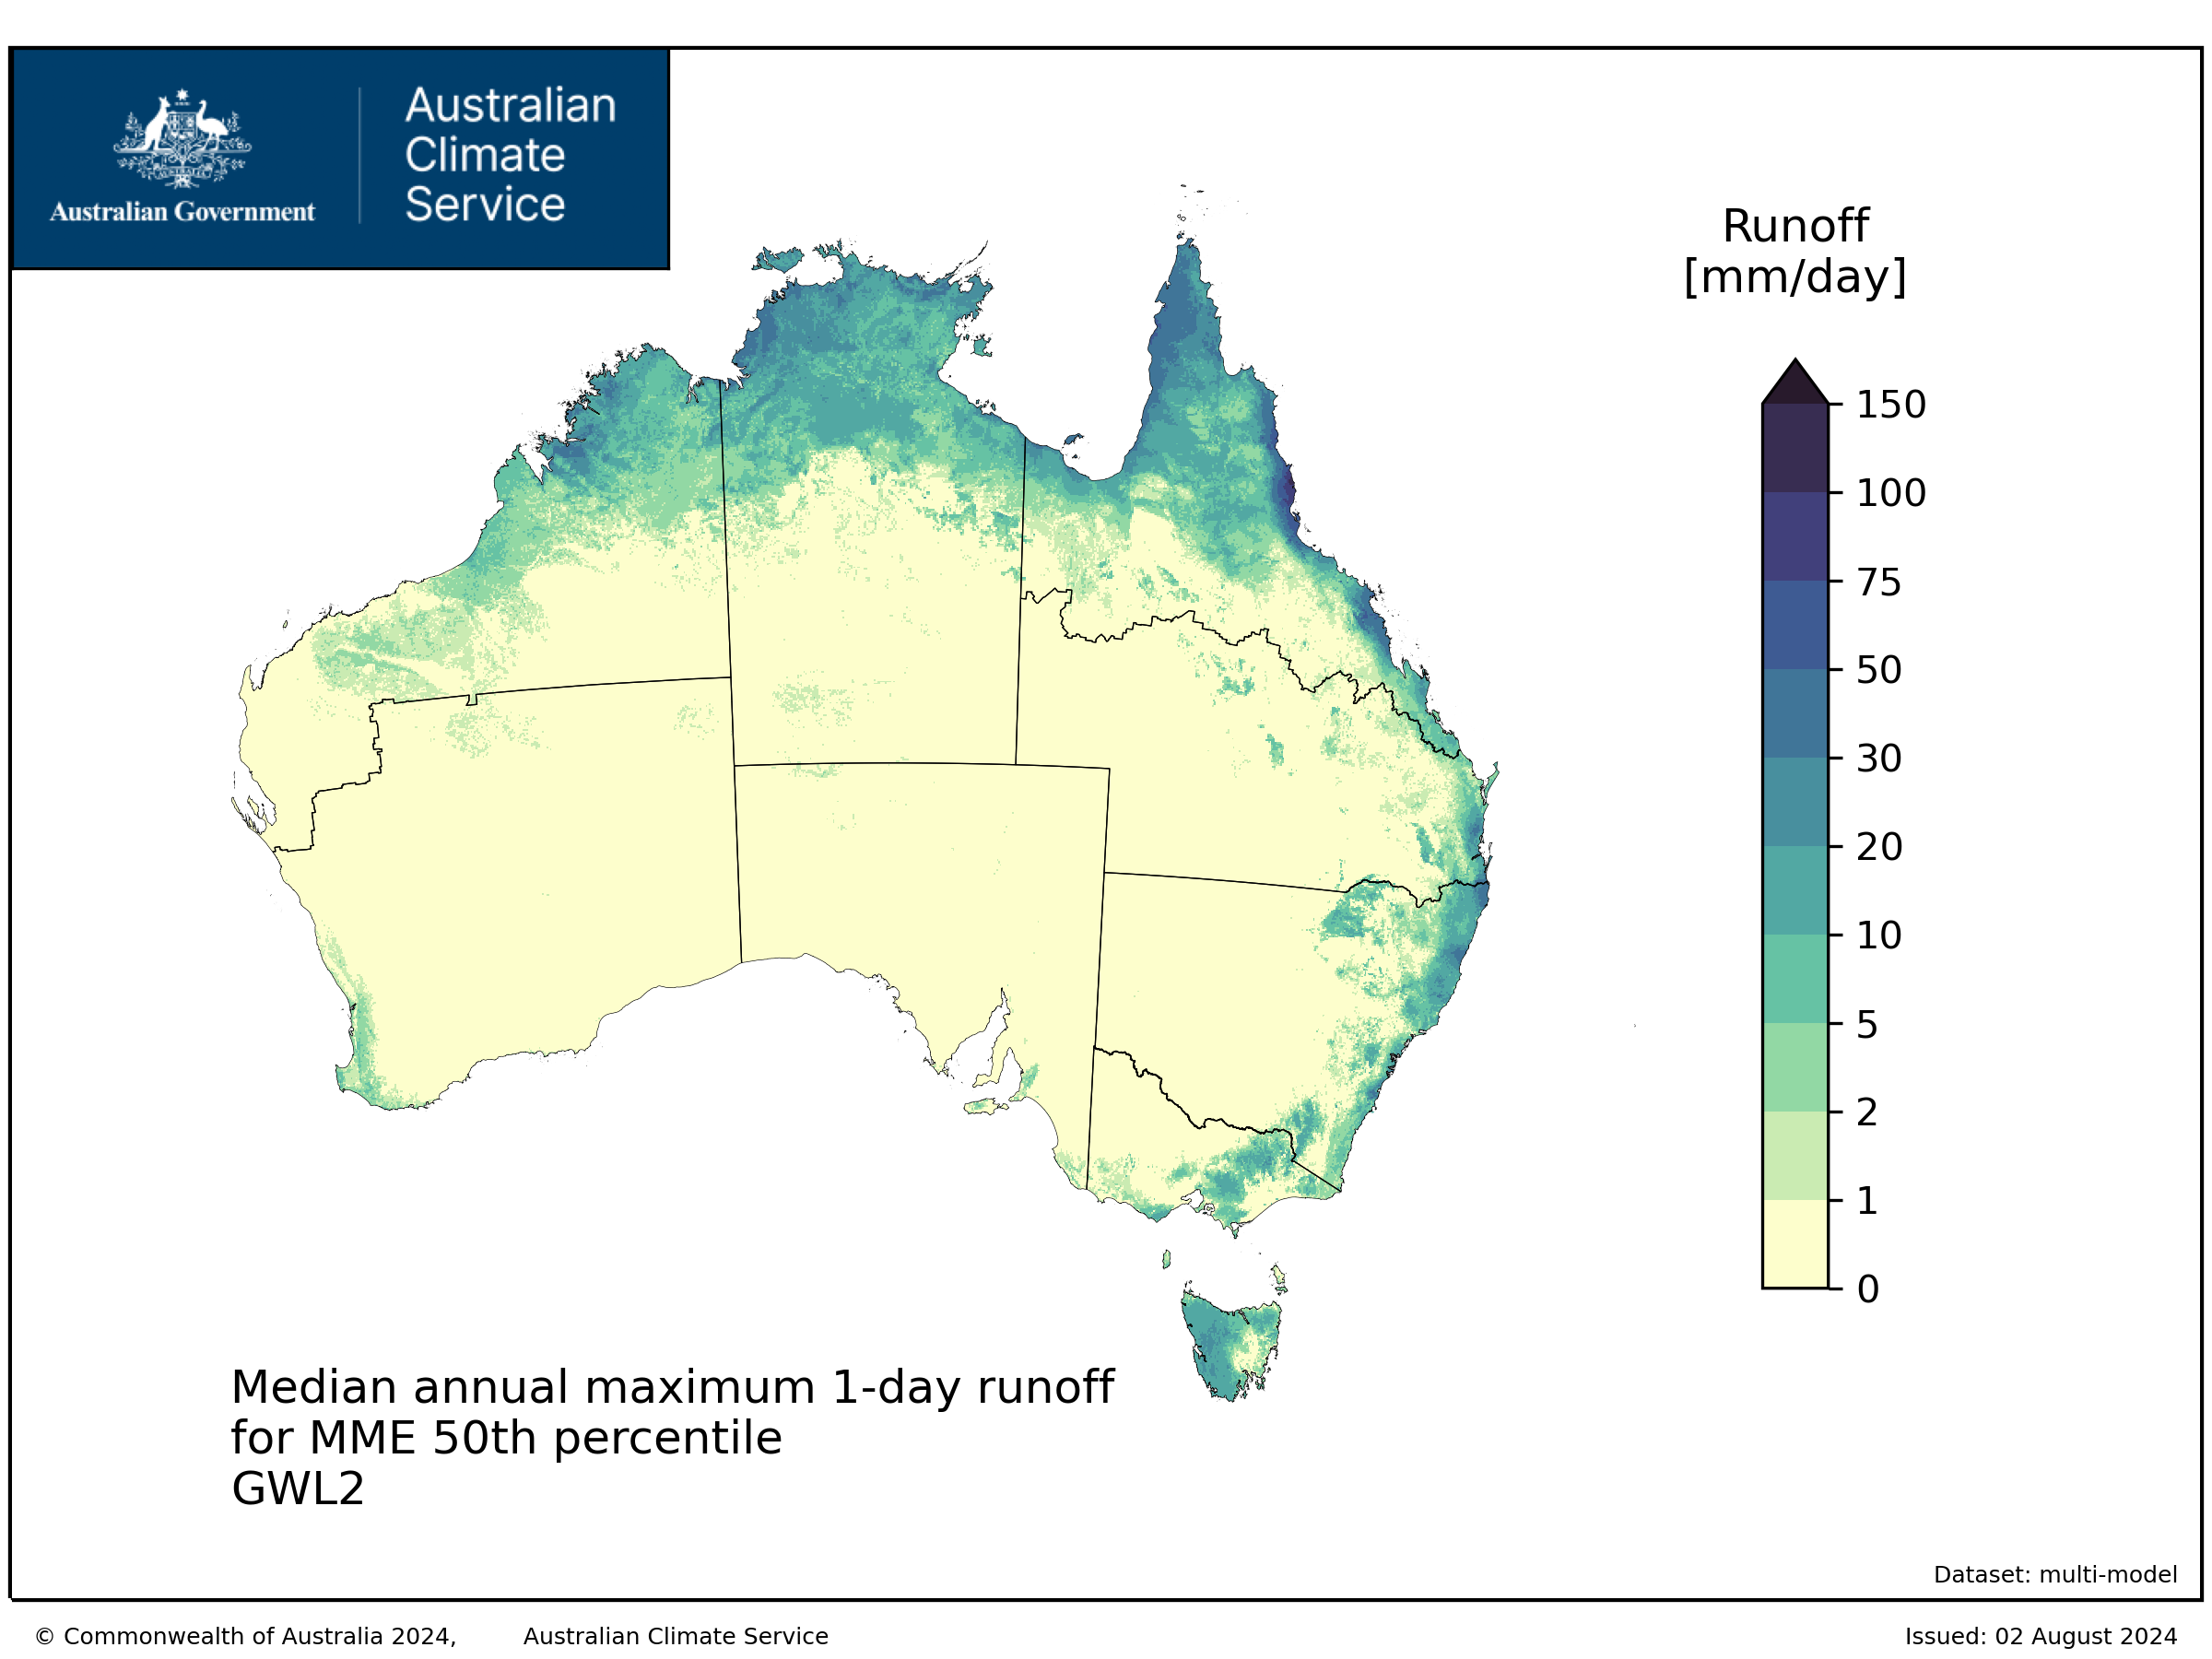 Australian Government
Australian
Climate
Service
Runoff
[mm/day]
150
100
75
50
30
20
10
5
2
1
0
Median annual maximum 1-day runoff
for MME 50th percentile
GWL2
Dataset: multi-model
© Commonwealth of Australia 2024, Australian Climate Service
Issued: 02 August 2024